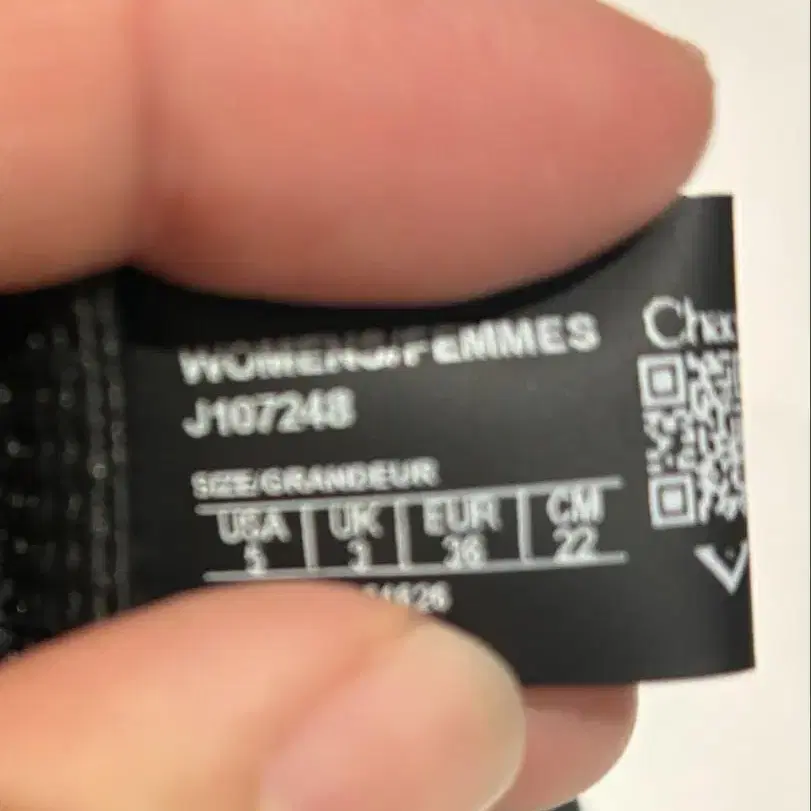 WOMENS/FEMMES
J107248
SIZE/GRANDEUR
USA UK EUR CM
5 3 36 22